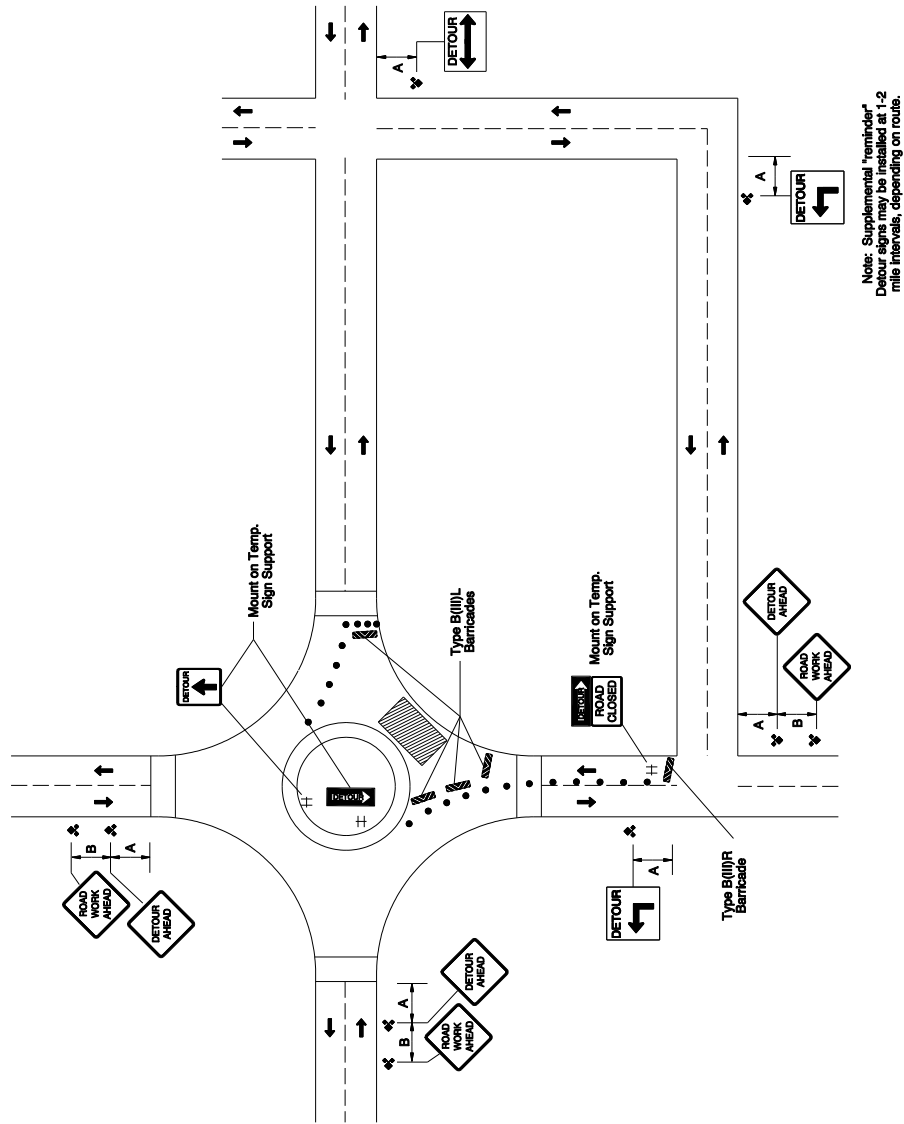 DETOUR
A
DETOUR
A
Note: Supplemental "reminder"
Detour signs may be installed at 1-2
mile intervals, depending on route.
Mount on Temp.
Sign Support
DETOUR
DETOUR
Type B(III)L
Barricades
Mount on Temp.
Sign Support
DETOUR
ROAD
CLOSED
DETOUR
AHEAD
ROAD
WORK
AHEAD
A
B
B
A
ROAD
WORK
AHEAD
DETOUR
AHEAD
A
DETOUR
Type B(III)R
Barricade
A
B
DETOUR
AHEAD
ROAD
WORK
AHEAD